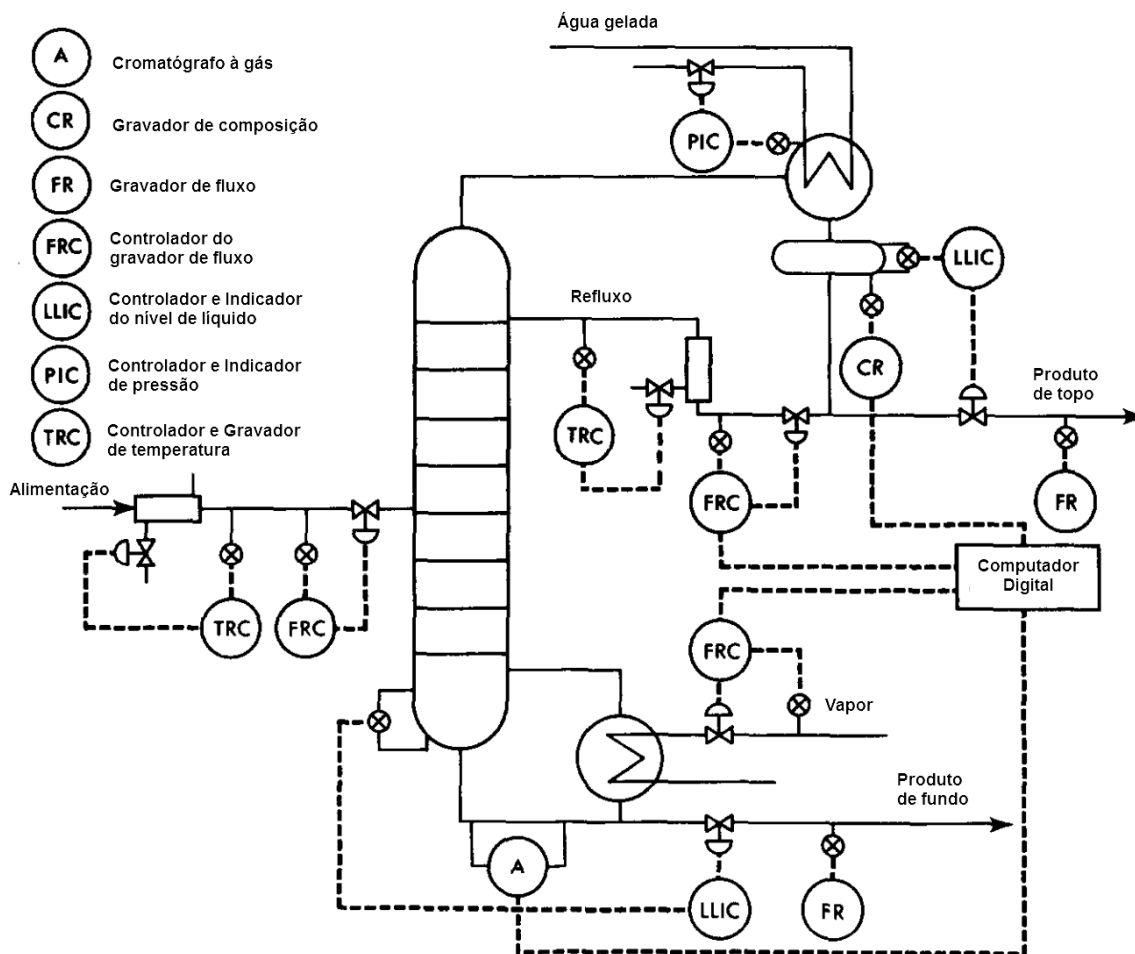 Água gelada
A
Cromatógrafo à gás
CR
Gravador de composição
FR
Gravador de fluxo
FRC
Controlador do
gravador de fluxo
LLIC
Controlador e Indicador
do nível de líquido
PIC
Controlador e Indicador
de pressão
TRC
Controlador e Gravador
de temperatura
PIC
LLIC
Refluxo
CR
Produto
de topo
TRC
FRC
FR
Alimentação
TRC
FRC
Computador
Digital
FRC
Vapor
Produto
de fundo
A
LLIC
FR